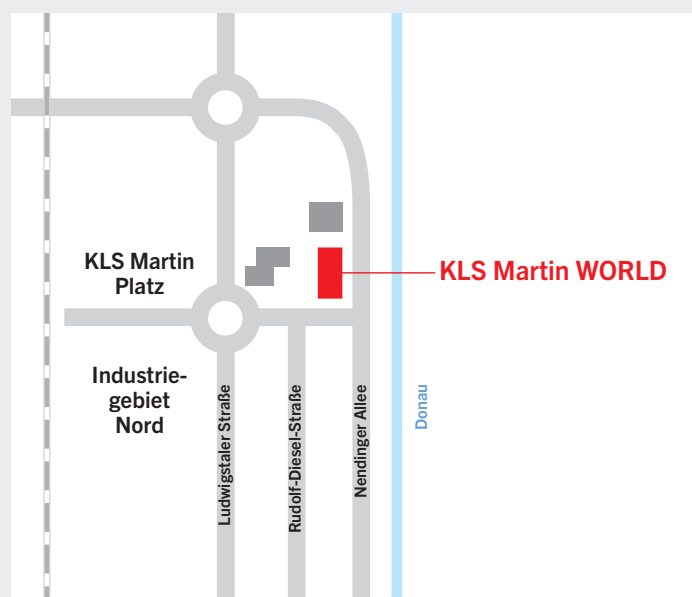 KLS Martin
Platz
KLS Martin WORLD
Industrie-
gebiet
Nord
Ludwigstaler Straße
Rudolf-Diesel-Straße
Nendinger Allee
Donau